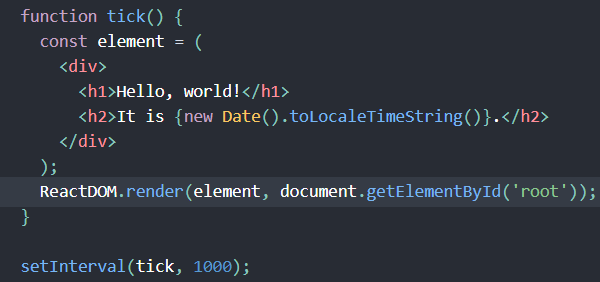 function tick() {
  const element = (
    <div>
      <h1>Hello, world!</h1>
      <h2>It is {new Date().toLocaleTimeString()}.</h2>
    </div>
  );
  ReactDOM.render(element, document.getElementById('root'));
}

setInterval(tick, 1000);